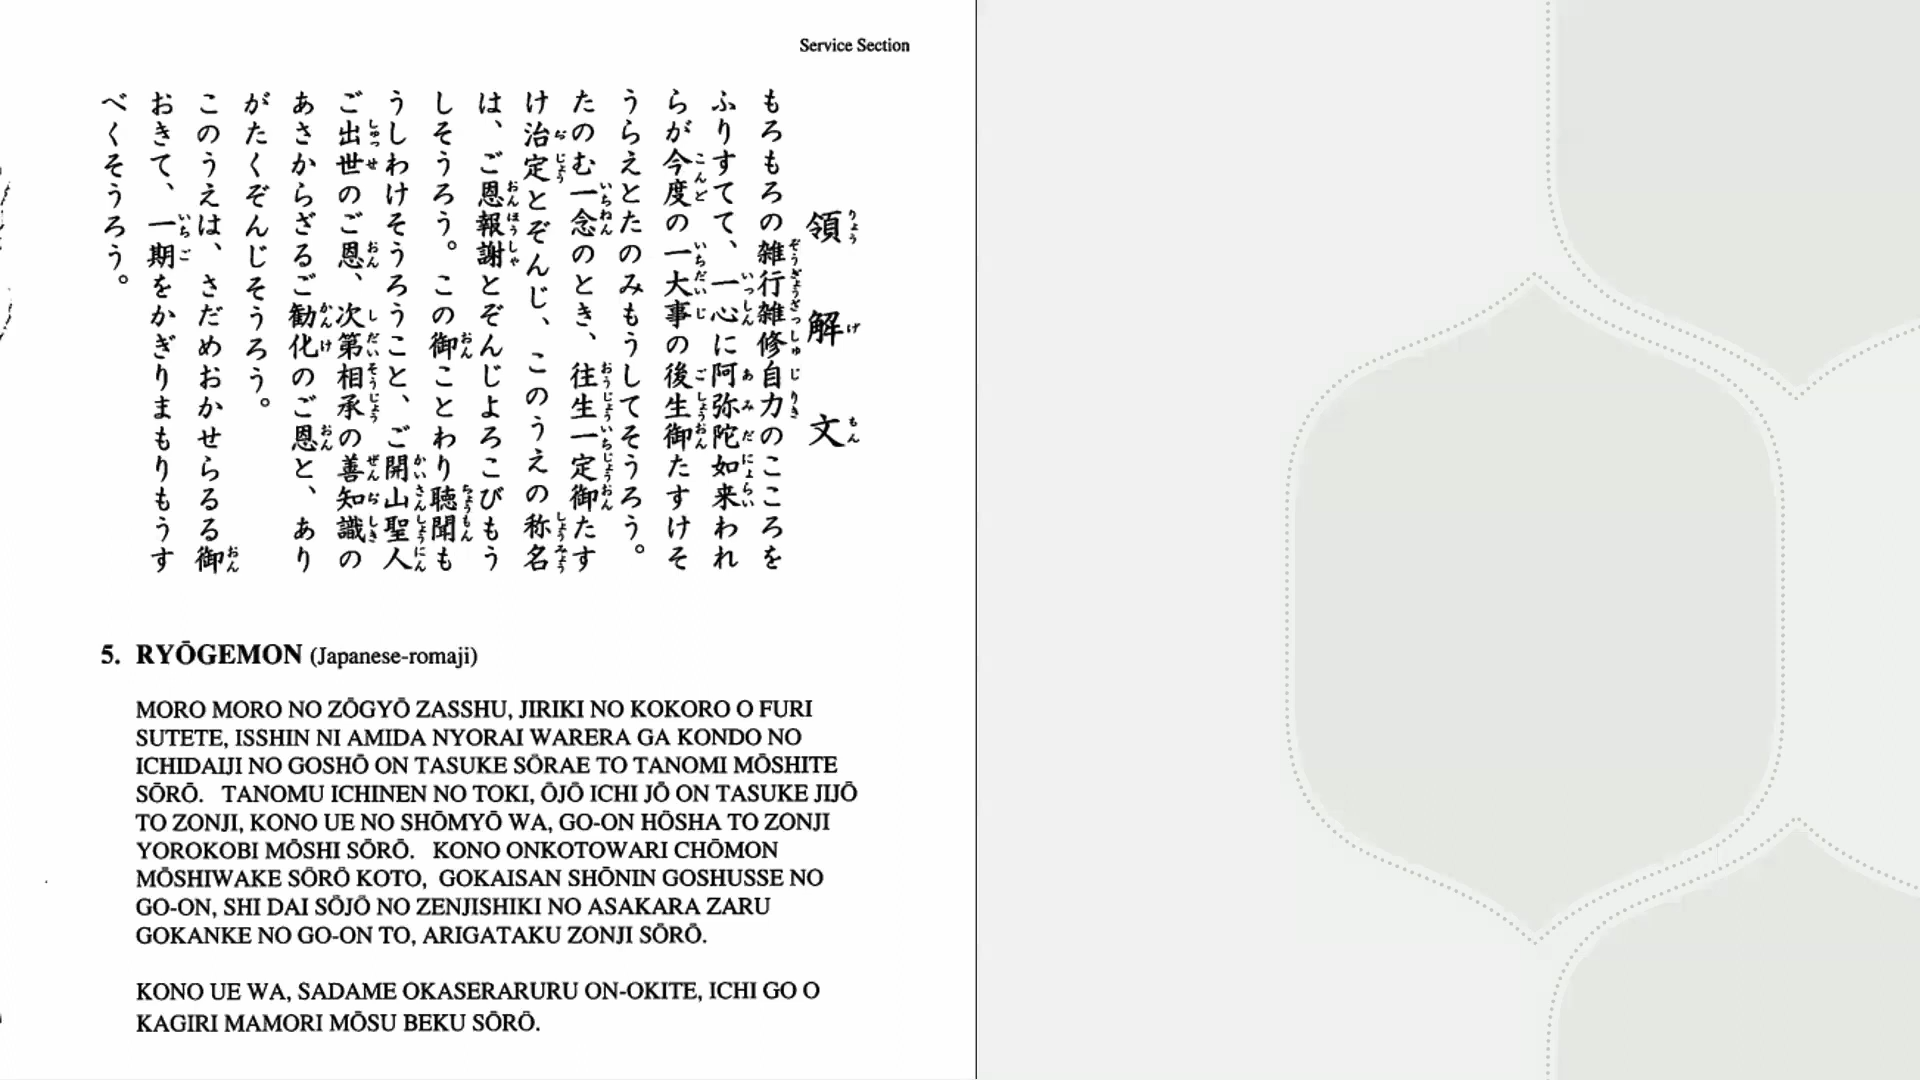 Service Section
領解文
りょうげもん
もろもろの雑行雑修自力のこころを
ふりすてて、一心に阿弥陀如来われ
らが今度の一大事の後生御たすけそ
うらえとたのみもうしてそうろう。
たのむ一念のとき、往生一定御たす
け治定とぞんじ、このうえの称名
は、ご恩報謝とぞんじよろこびもう
しそうろう。この御ことわり聴聞も
うしわけそうろうこと、ご開山聖人
ご出世のご恩、次第相承の善知識の
あさからざるご勧化のご恩と、あり
がたくぞんじそうろう。
このうえは、さだめおかせらるる御
おきて、一期をかぎりまもりもうす
べくそうろう。
5. RYŌGEMON (Japanese-romaji)
MORO MORO NO ZŌGYŌ ZASSHU, JIRIKI NO KOKORO O FURI
SUTETE, ISSHIN NI AMIDA NYORAI WARERA GA KONDO NO
ICHIDAIJI NO GOSHŌ ON TASUKE SŌRAE TO TANOMI MŌSHITE
SŌRŌ. TANOMU ICHINEN NO TOKI, ŌJŌ ICHI JŌ ON TASUKE JIJŌ
TO ZONJI, KONO UE NO SHŌMYŌ WA, GO-ON HŌSHA TO ZONJI
YOROKOBI MŌSHI SŌRŌ. KONO ONKOTOWARI CHŌMON
MŌSHIWAKE SŌRŌ KOTO, GOKAISAN SHŌNIN GOSHUSSE NO
GO-ON, SHI DAI SŌJŌ NO ZENJISHIKI NO ASAKARA ZARU
GOKANKE NO GO-ON TO, ARIGATAKU ZONJI SŌRŌ.
KONO UE WA, SADAME OKASERARURU ON-OKITE, ICHI GO O
KAGIRI MAMORI MŌSU BEKU SŌRŌ.